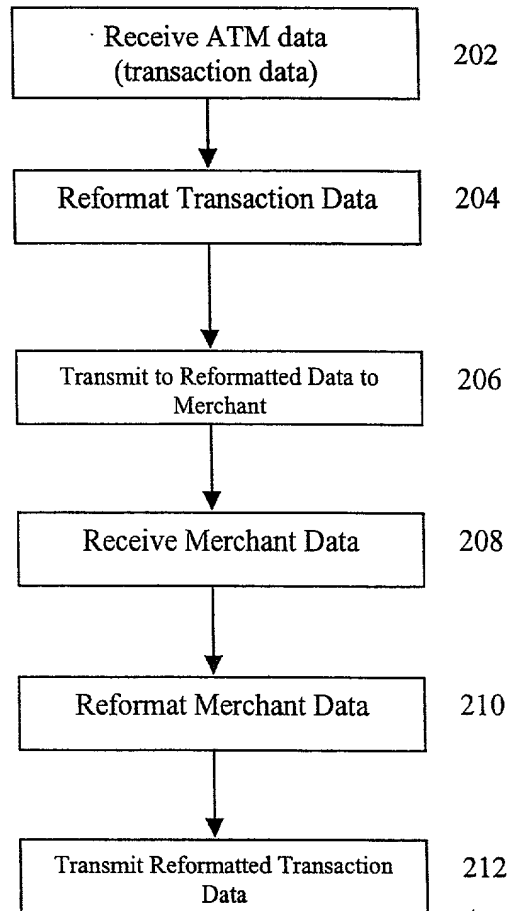 Receive ATM data 202
(transaction data)
Reformat Transaction Data 204
Transmit to Reformatted Data to 206
Merchant
Receive Merchant Data 208
Reformat Merchant Data 210
Transmit Reformatted Transaction 212
Data